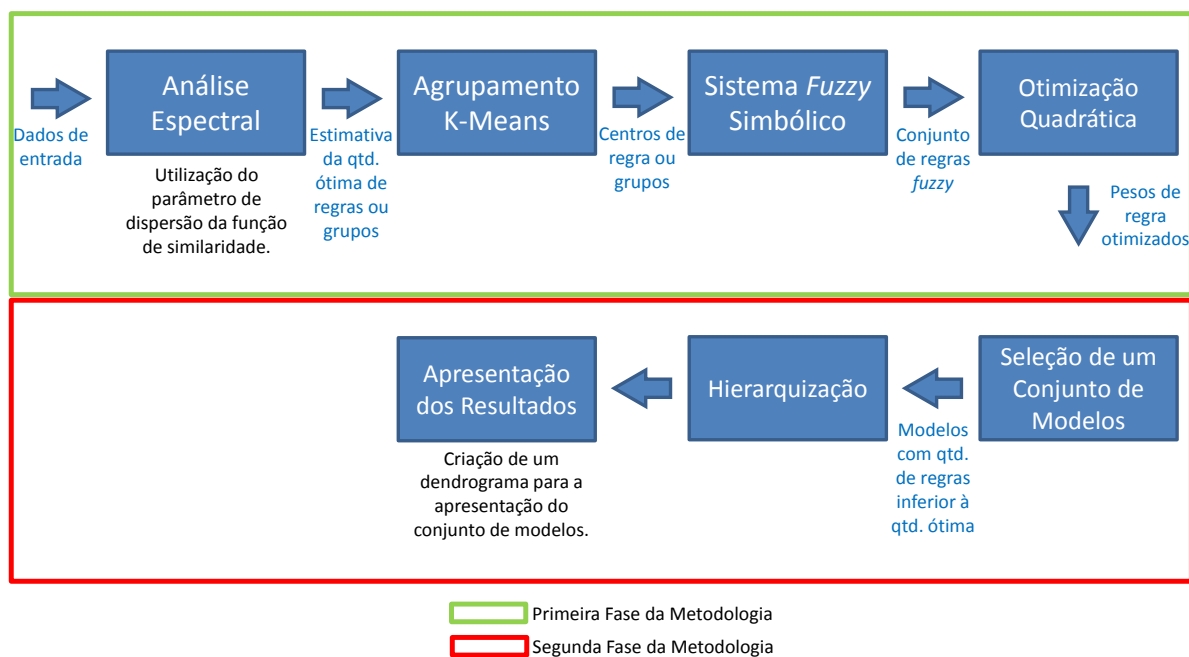 Análise
Espectral
Agrupamento
K-Means
Sistema Fuzzy
Simbólico
Otimização
Quadrática
Dados de
entrada
Estimativa
da qtd.
ótima de
regras ou
grupos
Centros de
regra ou
grupos
Conjunto
de regras
fuzzy
Utilização do
parâmetro de
dispersão da função
de similaridade.
Pesos de
regra
otimizados
Apresentação
dos Resultados
Hierarquização
Seleção de um
Conjunto de
Modelos
Criação de um
dendrograma para a
apresentação do
conjunto de modelos.
Modelos
com qtd.
de regras
inferior à
qtd. ótima
Primeira Fase da Metodologia
Segunda Fase da Metodologia